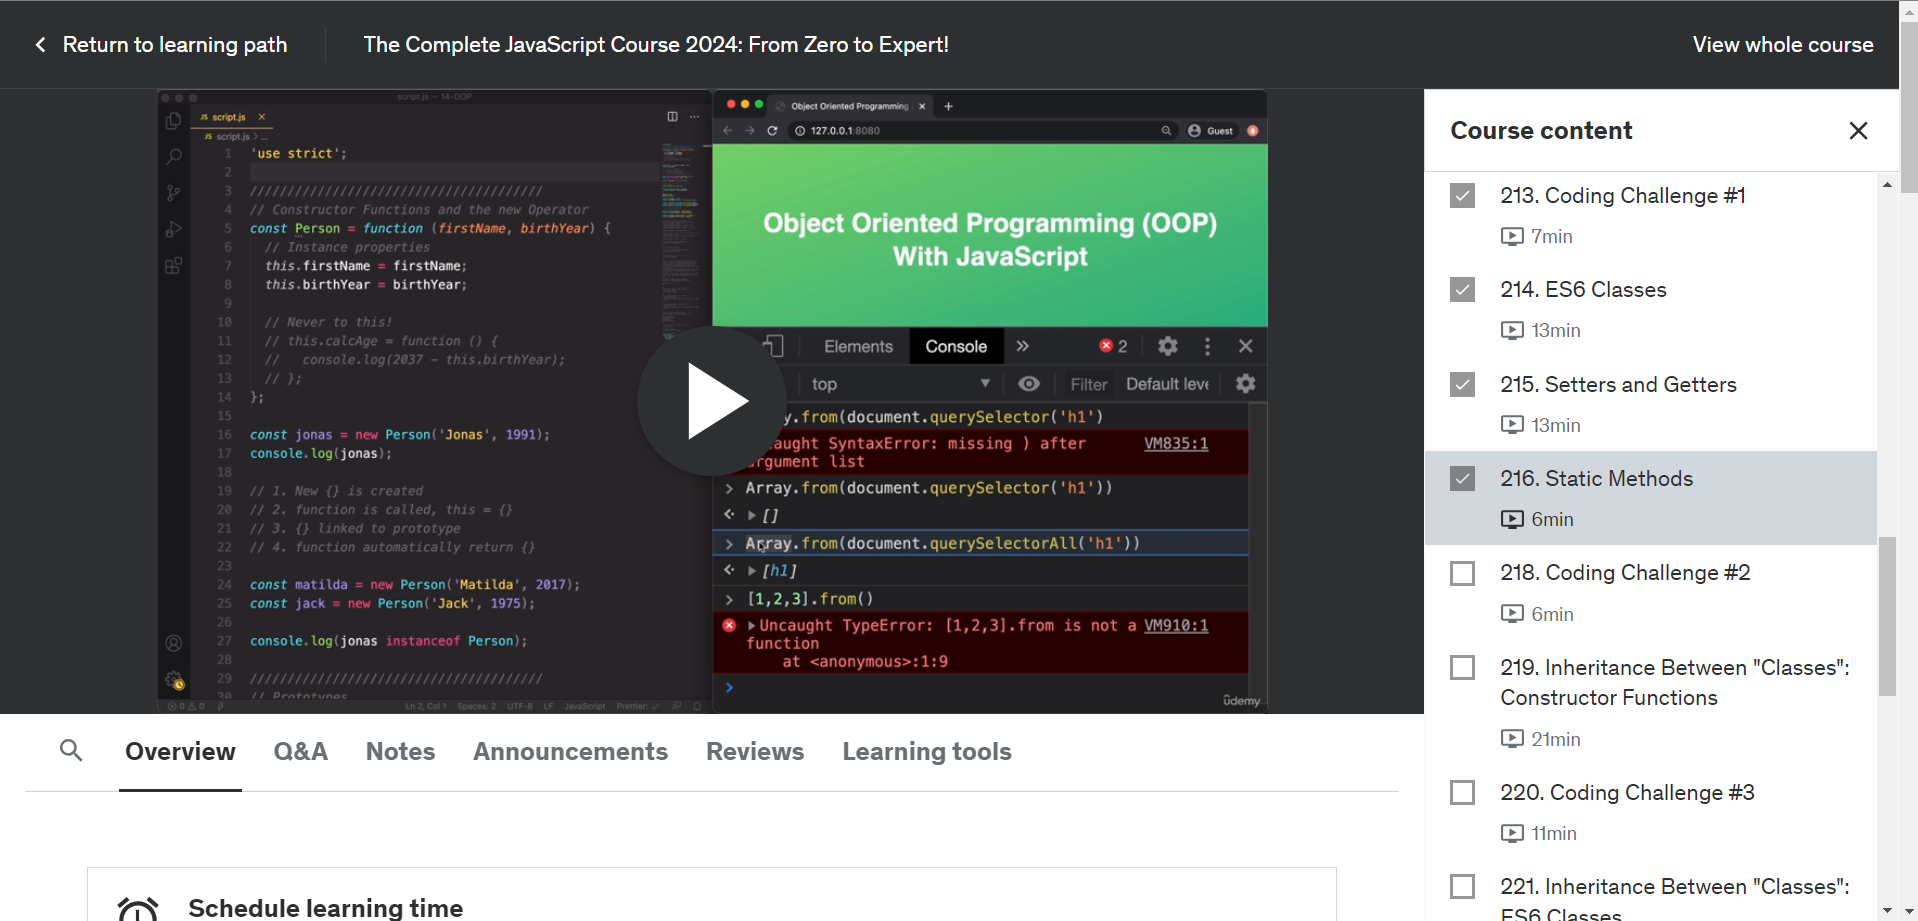 Return to learning path
The Complete JavaScript Course 2024: From Zero to Expert!
View whole course
script.js — 14-OOP
JS script.js
JS script.js > ...
1 'use strict';
2
3 ///////////////////////////////////////
4 // Constructor Functions and the new Operator
5 const Person = function (firstName, birthYear) {
6 // Instance properties
7 this.firstName = firstName;
8 this.birthYear = birthYear;
9
10 // Never to this!
11 // this.calcAge = function () {
12 //   console.log(2037 - this.birthYear);
13 // };
14 };
15
16 const jonas = new Person('Jonas', 1991);
17 console.log(jonas);
18
19 // 1. New {} is created
20 // 2. function is called, this = {}
21 // 3. {} linked to prototype
22 // 4. function automatically return {}
23
24 const matilda = new Person('Matilda', 2017);
25 const jack = new Person('Jack', 1975);
26
27 console.log(jonas instanceof Person);
28
29 ///////////////////////////////////////
30 // Prototypes
0 0
Ln 2, Col 1 Spaces: 2 UTF-8 LF JavaScript Prettier: ✓
Object Oriented Programming
127.0.0.1:8080
Guest
Object Oriented Programming (OOP)
With JavaScript
Elements Console » 2
top Filter Default leve
y.from(document.querySelector('h1')
aught SyntaxError: missing ) after VM835:1
rgument list
> Array.from(document.querySelector('h1'))
[]
> Array.from(document.querySelectorAll('h1'))
[h1]
> [1,2,3].from()
Uncaught TypeError: [1,2,3].from is not a VM910:1
function
at <anonymous>:1:9
>
ûdemy
Course content
213. Coding Challenge #1
7min
214. ES6 Classes
13min
215. Setters and Getters
13min
216. Static Methods
6min
218. Coding Challenge #2
6min
219. Inheritance Between "Classes":
Constructor Functions
21min
220. Coding Challenge #3
11min
221. Inheritance Between "Classes":
ES6 Classes
Overview Q&A Notes Announcements Reviews Learning tools
Schedule learning time